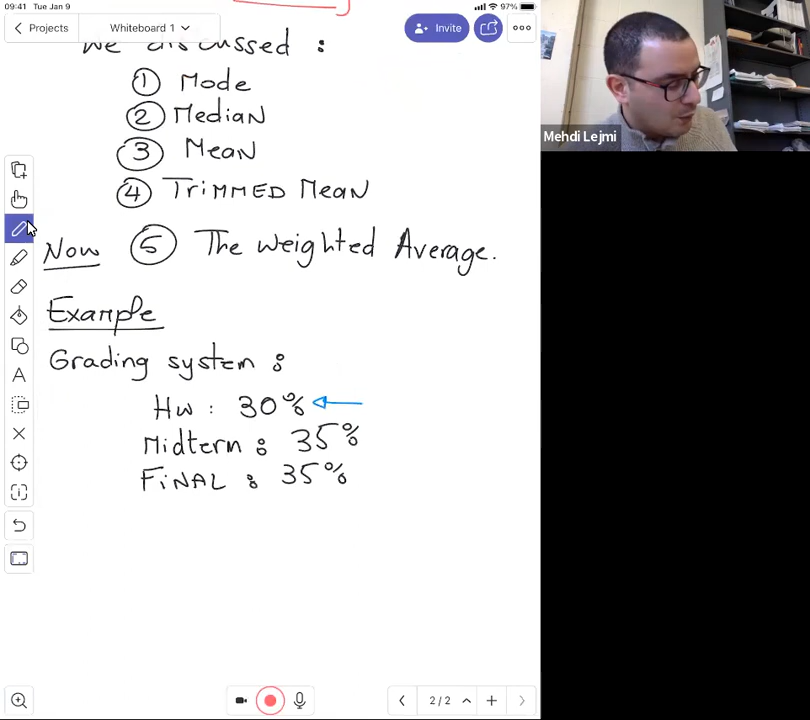 09:41 Tue Jan 9
97%
Projects
Whiteboard 1
Invite
We discussed :
① Mode
② Median
③ Mean
④ Trimmed Mean
Now ⑤ The weighted Average.
Example
Grading system :
Hw : 30%
Midterm : 35%
Final : 35%
A
2/2
Mehdi Lejmi